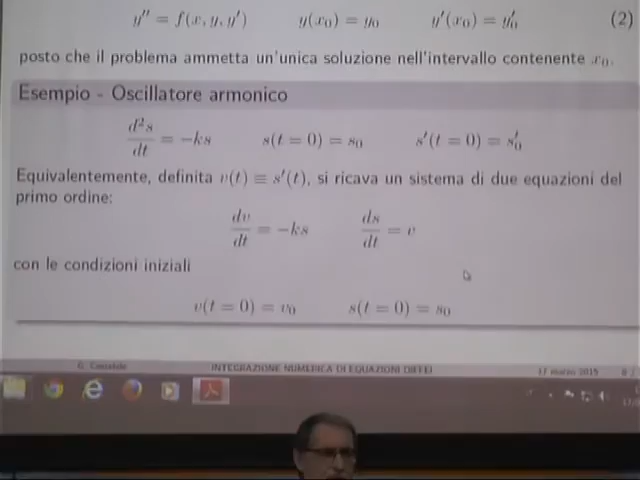 y'' = f(x, y, y') y(x₀) = y₀ y'(x₀) = y'₀ (2)
posto che il problema ammetta un'unica soluzione nell'intervallo contenente x₀.
Esempio - Oscillatore armonico
d²s/dt = −ks s(t = 0) = s₀ s'(t = 0) = s'₀
Equivalentemente, definita v(t) ≡ s'(t), si ricava un sistema di due equazioni del
primo ordine:
dv/dt = −ks ds/dt = v
con le condizioni iniziali
v(t = 0) = v₀ s(t = 0) = s₀
INTEGRAZIONE NUMERICA DI EQUAZIONI DIFFEI 17 marzo 2015 8